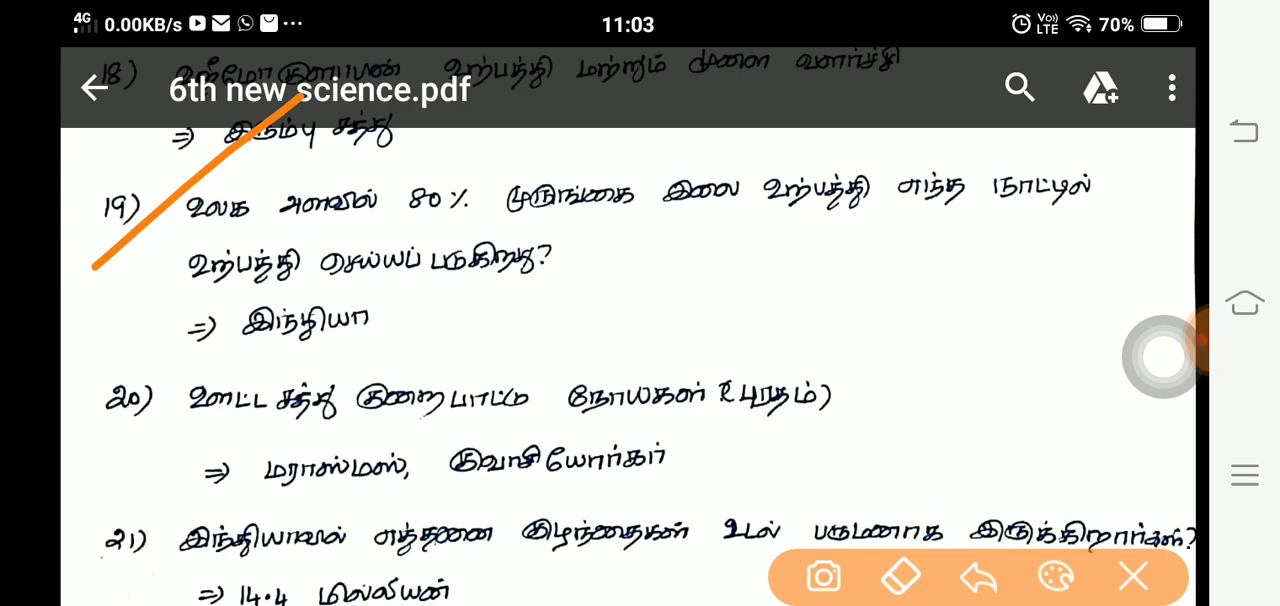 4G 0.00KB/s ... 11:03 Vo) LTE 70%
18) ஹீமோகுளோபின் உற்பத்தி மற்றும் மூளை வளர்ச்சி
6th new science.pdf
=> இரும்பு சத்து
19) உலக அளவில் 80% முருங்கை இலை உற்பத்தி எந்த நாட்டில்
உற்பத்தி செய்யப் படுகிறது?
=> இந்தியா
20) ஊட்ட சத்து குறைபாட்டு நோய்கள் (புரதம்)
=> மராஸ்மஸ், குவாசியோர்கர்
21) இந்தியாவில் எத்தனை குழந்தைகள் உடல் பருமனாக இருக்கிறார்கள்?
=> 14.4 மில்லியன்